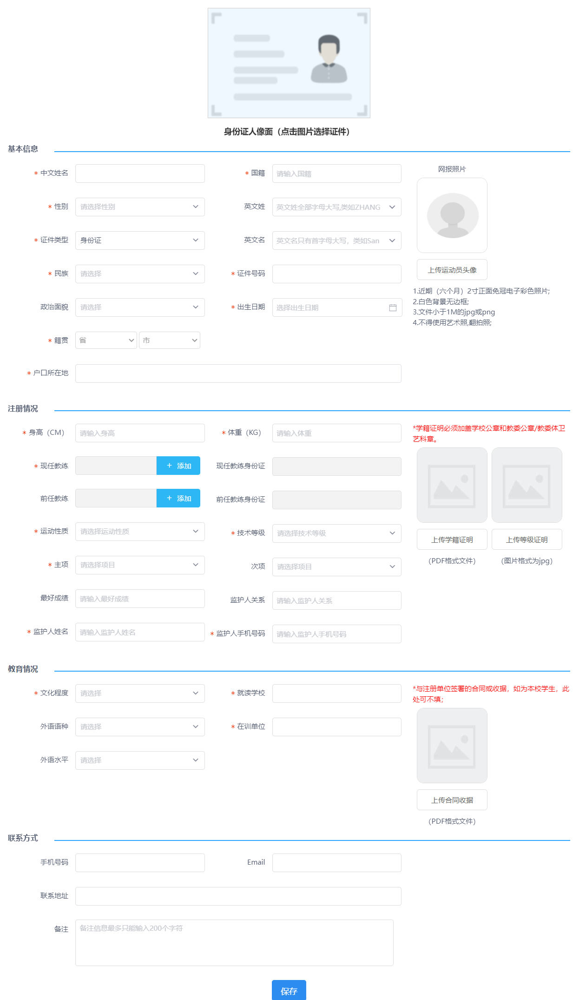 身份证人像面（点击图片选择证件）
基本信息
* 中文姓名
* 国籍 请输入国籍
网报照片
* 性别 请选择性别
英文姓 英文姓全部字母大写,类如ZHANG
* 证件类型 身份证
英文名 英文名只有首字母大写，类如San
* 民族 请选择
* 证件号码
上传运动员头像
政治面貌 请选择
* 出生日期 选择出生日期
1.近期（六个月）2寸正面免冠电子彩色照片;
2.白色背景无边框;
3.文件小于1M的jpg或png
4.不得使用艺术照,翻拍照;
* 籍贯 省 市
* 户口所在地
注册情况
* 身高（CM） 请输入身高
* 体重（KG） 请输入体重
*学籍证明必须加盖学校公章和教委公章/教委体卫
艺科章。
* 现任教练 + 添加
现任教练身份证
前任教练 + 添加
前任教练身份证
* 运动性质 请选择运动性质
* 技术等级 请选择技术等级
上传学籍证明 上传等级证明
* 主项 请选择项目
次项 请选择项目
（PDF格式文件） （图片格式为jpg）
最好成绩 请输入最好成绩
监护人关系 请输入监护人关系
* 监护人姓名 请输入监护人姓名
* 监护人手机号码 请输入监护人手机号码
教育情况
* 文化程度 请选择
* 就读学校
*与注册单位签署的合同或收据，如为本校学生，此
处可不填；
外语语种 请选择
* 在训单位
外语水平 请选择
上传合同收据
（PDF格式文件）
联系方式
手机号码
Email
联系地址
备注 备注信息最多只能输入200个字符
保存